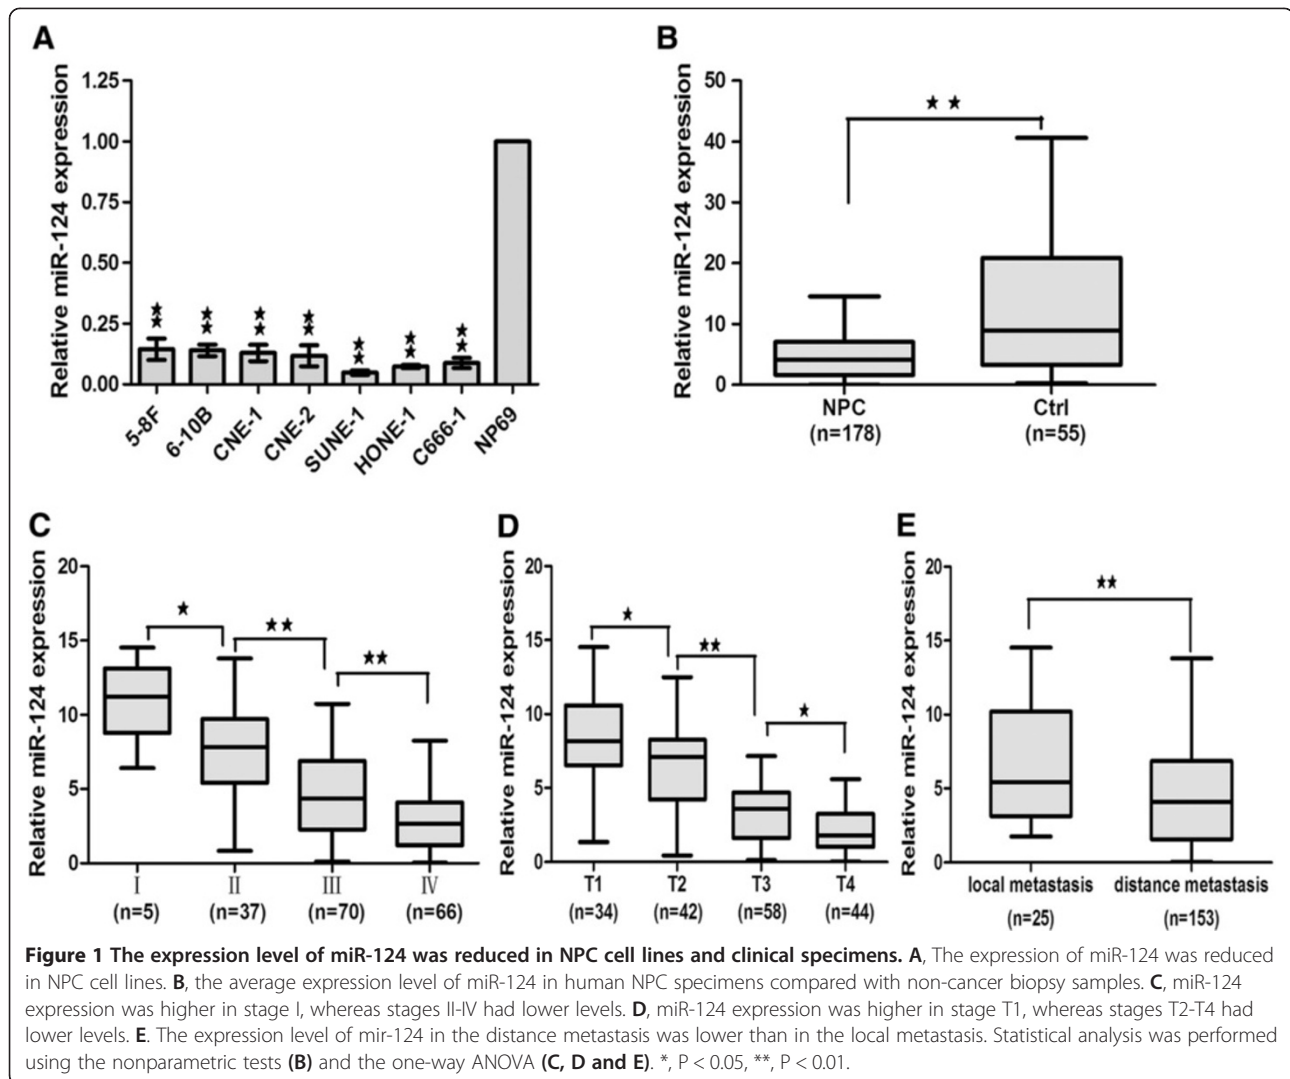 A
Relative miR-124 expression
1.25
1.00
0.75
0.50
0.25
0.00
★★ ★★ ★★ ★★ ★★ ★★ ★★
5-8F 6-10B CNE-1 CNE-2 SUNE-1 HONE-1 C666-1 NP69
B
Relative miR-124 expression
50
40
30
20
10
0
★★
NPC Ctrl
(n=178) (n=55)
C
Relative miR-124 expression
20
15
10
5
0
★ ★★ ★★
I II III IV
(n=5) (n=37) (n=70) (n=66)
D
Relative miR-124 expression
20
15
10
5
0
★ ★★ ★
T1 T2 T3 T4
(n=34) (n=42) (n=58) (n=44)
E
Relative miR-124 expression
20
15
10
5
0
★★
local metastasis distance metastasis
(n=25) (n=153)
Figure 1 The expression level of miR-124 was reduced in NPC cell lines and clinical specimens. A, The expression of miR-124 was reduced
in NPC cell lines. B, the average expression level of miR-124 in human NPC specimens compared with non-cancer biopsy samples. C, miR-124
expression was higher in stage I, whereas stages II-IV had lower levels. D, miR-124 expression was higher in stage T1, whereas stages T2-T4 had
lower levels. E. The expression level of mir-124 in the distance metastasis was lower than in the local metastasis. Statistical analysis was performed
using the nonparametric tests (B) and the one-way ANOVA (C, D and E). *, P < 0.05, **, P < 0.01.